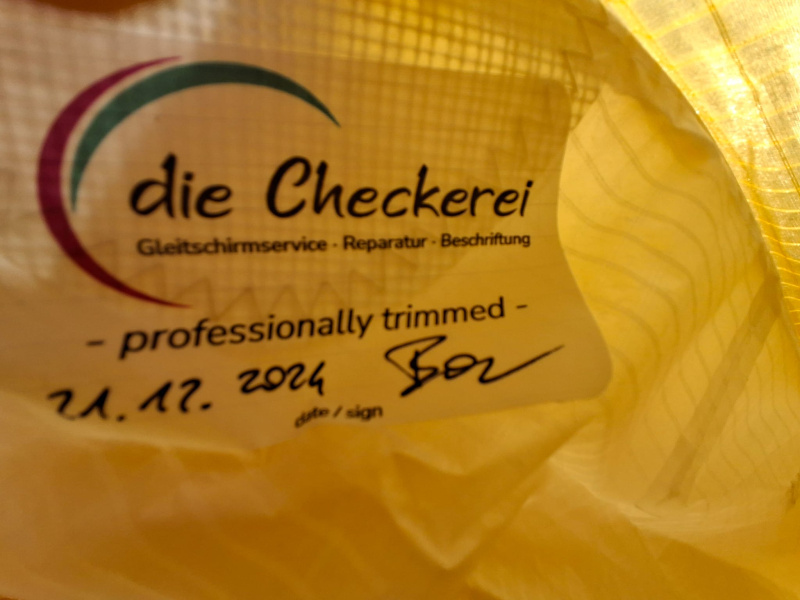 die Checkerei
Gleitschirmservice · Reparatur · Beschriftung
- professionally trimmed -
21.12. 2024
date / sign